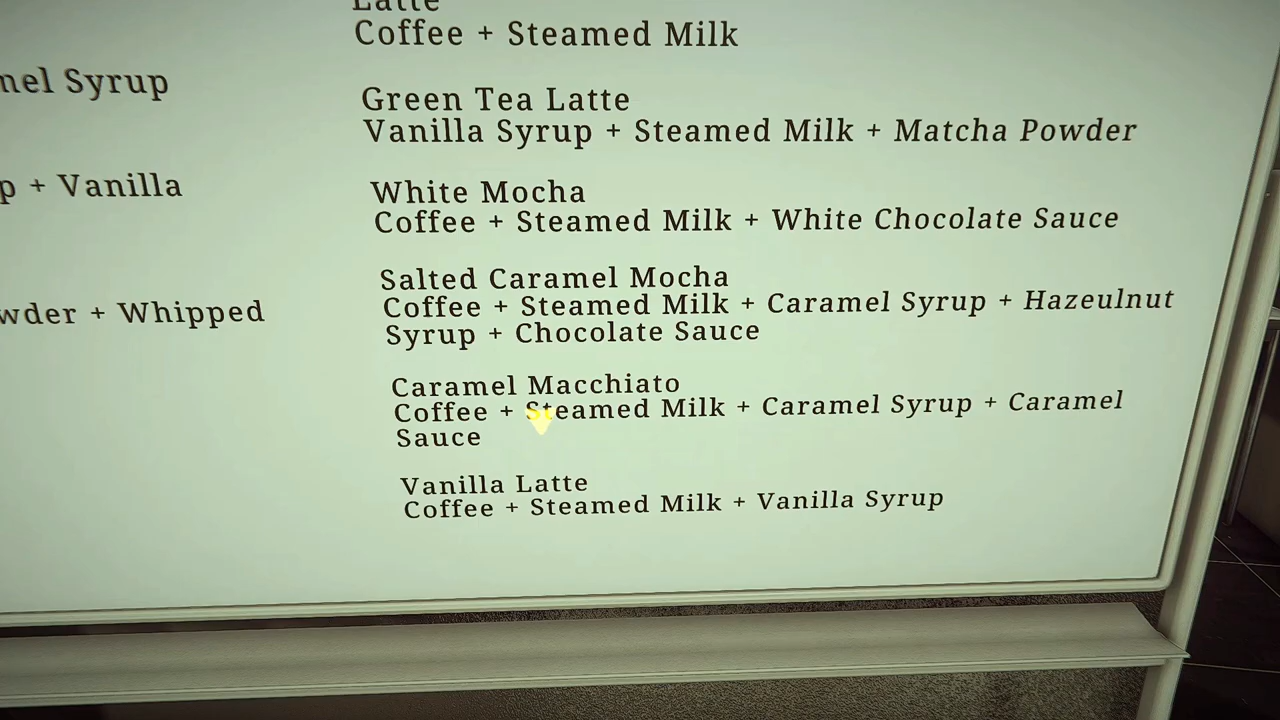 Latte
Coffee + Steamed Milk
Green Tea Latte
Vanilla Syrup + Steamed Milk + Matcha Powder
White Mocha
Coffee + Steamed Milk + White Chocolate Sauce
Salted Caramel Mocha
Coffee + Steamed Milk + Caramel Syrup + Hazeulnut
Syrup + Chocolate Sauce
Caramel Macchiato
Coffee + Steamed Milk + Caramel Syrup + Caramel
Sauce
Vanilla Latte
Coffee + Steamed Milk + Vanilla Syrup
Syrup
+ Vanilla
+ Whipped